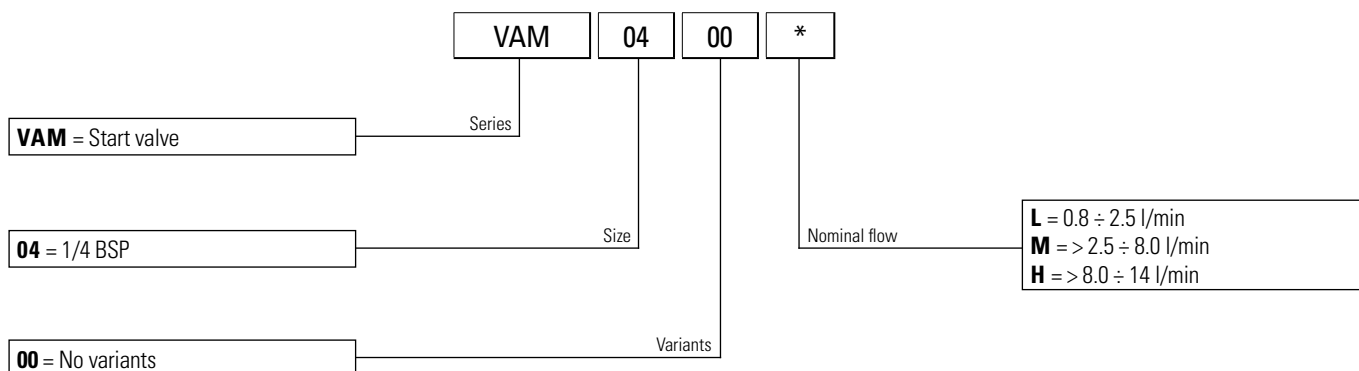 VAM 04 00 *
Series
VAM = Start valve
Size
04 = 1/4 BSP
Nominal flow
L = 0.8 ÷ 2.5 l/min
M = > 2.5 ÷ 8.0 l/min
H = > 8.0 ÷ 14 l/min
Variants
00 = No variants